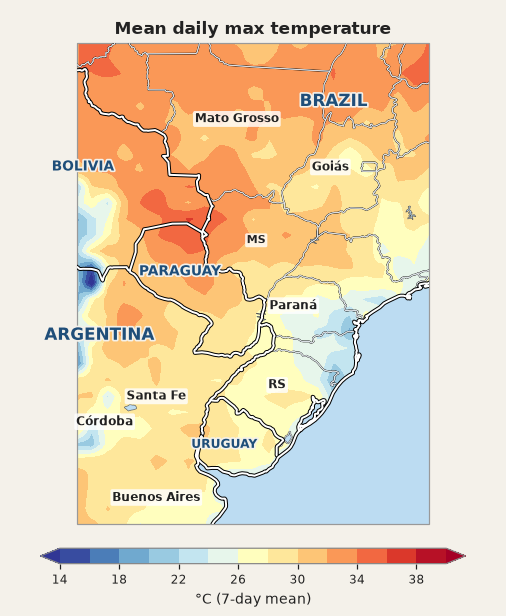 Mean daily max temperature
BRAZIL
Mato Grosso
BOLIVIA
Goiás
MS
PARAGUAY
Paraná
ARGENTINA
RS
Santa Fe
Córdoba
URUGUAY
Buenos Aires
14 18 22 26 30 34 38
°C (7-day mean)